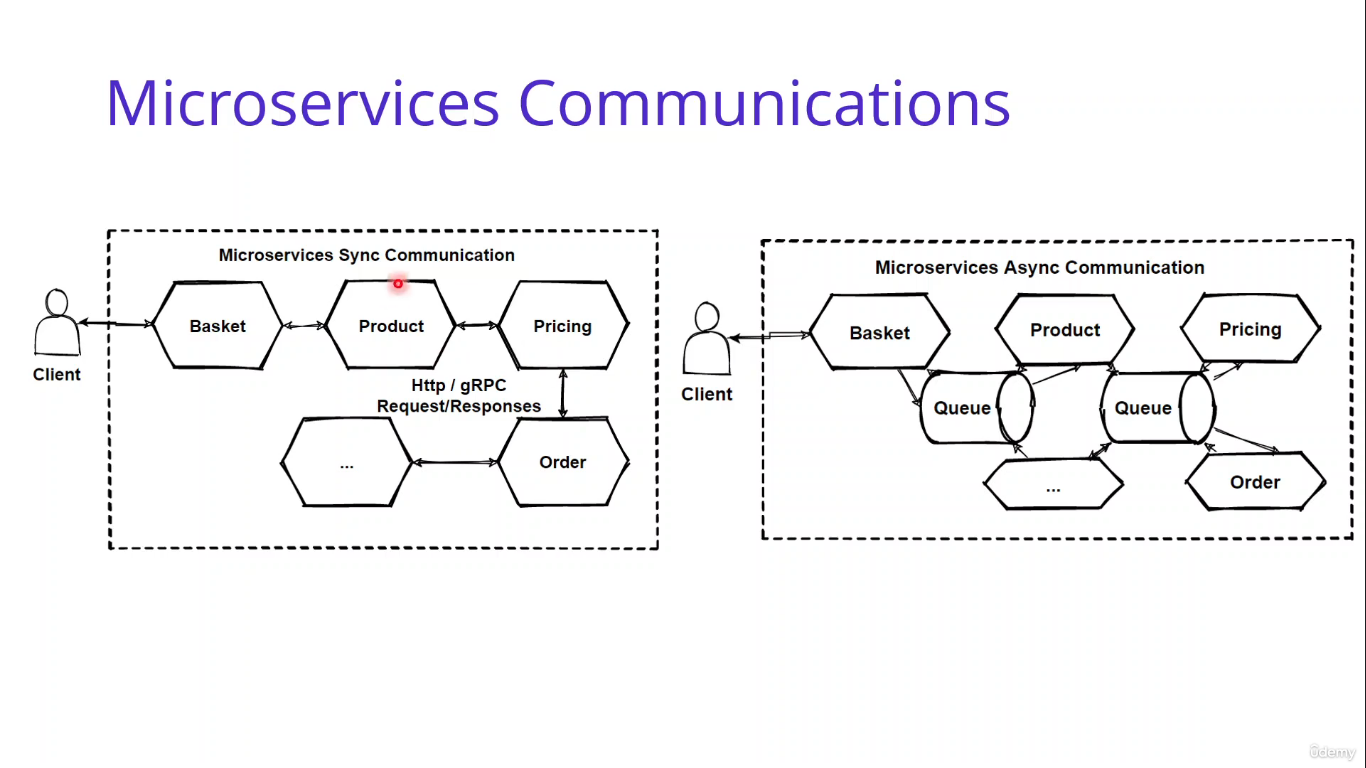 Microservices Communications
Microservices Sync Communication
Client
Basket
Product
Pricing
Http / gRPC
Request/Responses
...
Order
Microservices Async Communication
Client
Basket
Product
Pricing
Queue
Queue
...
Order
ûdemy